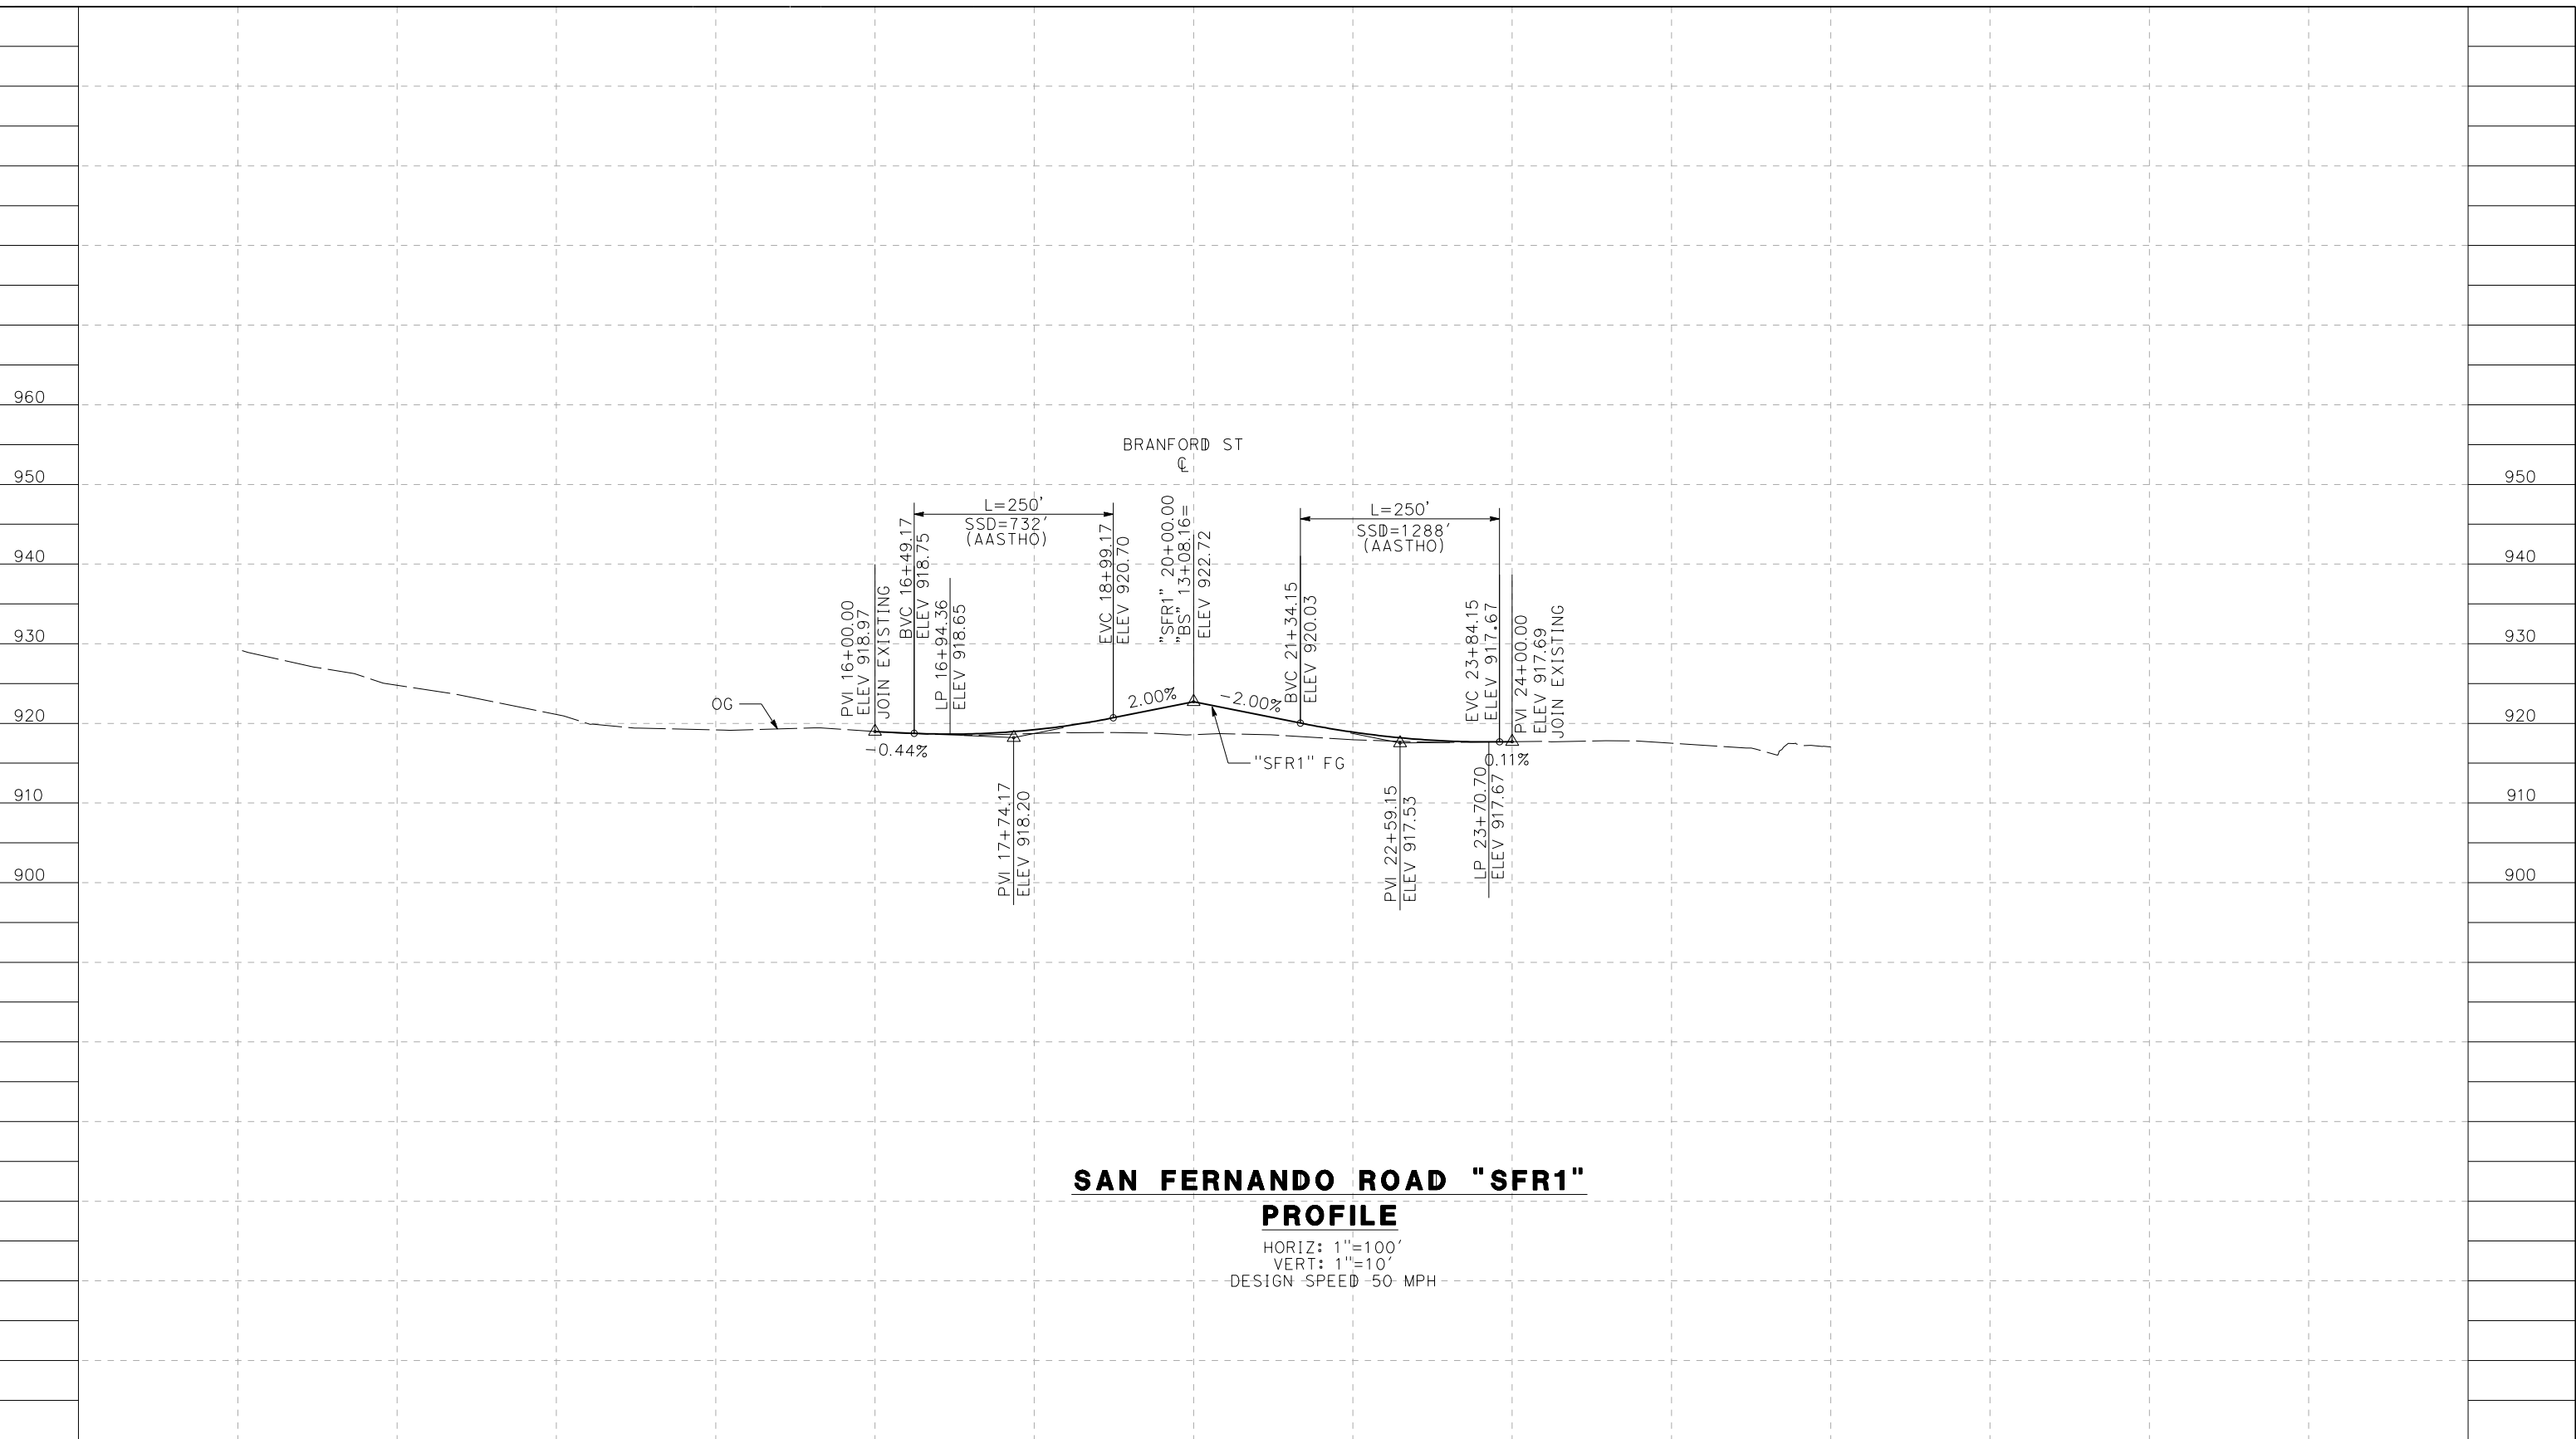 960
950
940
930
920
910
900
BRANFORD ST
℄
L=250'
SSD=732'
(AASTHO)
L=250'
SSD=1288'
(AASTHO)
PVI 16+00.00
ELEV 918.97
JOIN EXISTING
BVC 16+49.17
ELEV 918.75
LP 16+94.36
ELEV 918.65
EVC 18+99.17
ELEV 920.70
"SFR1" 20+00.00
"BS" 13+08.16=
ELEV 922.72
BVC 21+34.15
ELEV 920.03
EVC 23+84.15
ELEV 917.67
PVI 24+00.00
ELEV 917.69
JOIN EXISTING
OG
-0.44%
2.00%
-2.00%
0.11%
"SFR1" FG
PVI 17+74.17
ELEV 918.20
PVI 22+59.15
ELEV 917.53
LP 23+70.70
ELEV 917.67
950
940
930
920
910
900
SAN FERNANDO ROAD "SFR1"
PROFILE
HORIZ: 1"=100'
VERT: 1"=10'
DESIGN SPEED 50 MPH